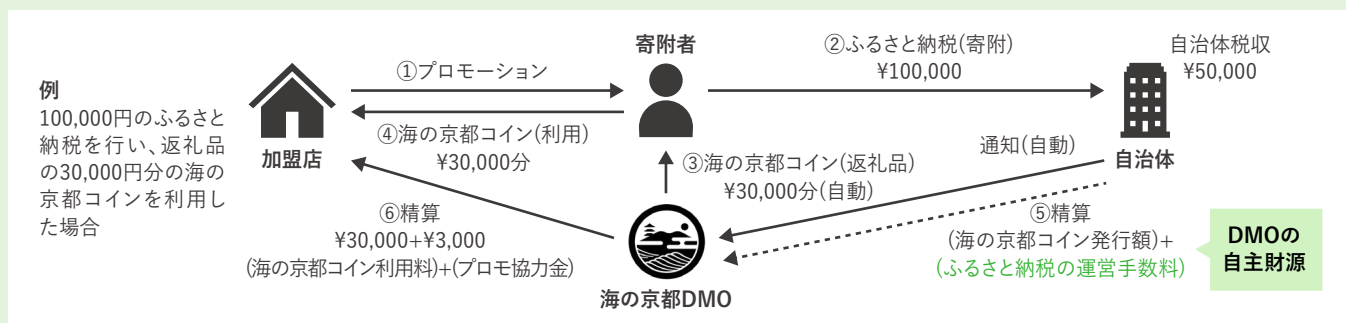 例
100,000円のふるさと
納税を行い、返礼品
の30,000円分の海の
京都コインを利用し
た場合
加盟店
①プロモーション
④海の京都コイン(利用)
¥30,000分
寄附者
②ふるさと納税(寄附)
¥100,000
自治体税収
¥50,000
自治体
通知(自動)
③海の京都コイン(返礼品)
¥30,000分(自動)
⑥精算
¥30,000+¥3,000
(海の京都コイン利用料)+(プロモ協力金)
海の京都DMO
⑤精算
(海の京都コイン発行額)+
(ふるさと納税の運営手数料)
DMOの
自主財源